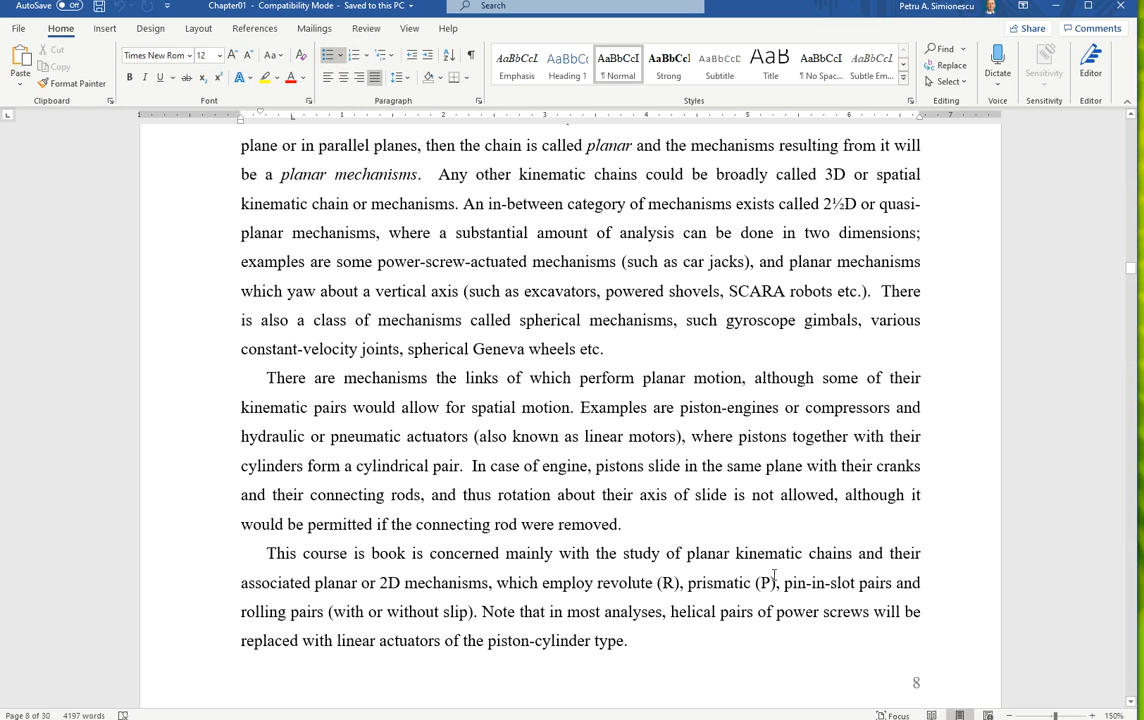 AutoSave Off Chapter01 - Compatibility Mode - Saved to this PC Search Petru A. Simionescu
File Home Insert Design Layout References Mailings Review View Help Share Comments
Paste Cut Copy Format Painter
Times New Rom 12 Aa
B I U ab x₂ x² A A
AaBbCcI Emphasis AaBbCc Heading 1 AaBbCcI ¶ Normal AaBbCcI Strong AaBbCcD Subtitle AaB Title AaBbCcI ¶ No Spac... AaBbCcI Subtle Em...
Find Replace Select
Dictate Sensitivity Editor
Clipboard Font Paragraph Styles Editing Voice Sensitivity Editor
1 1 2 3 4 5 6 7
plane or in parallel planes, then the chain is called planar and the mechanisms resulting from it will
be a planar mechanisms. Any other kinematic chains could be broadly called 3D or spatial
kinematic chain or mechanisms. An in-between category of mechanisms exists called 2½D or quasi-
planar mechanisms, where a substantial amount of analysis can be done in two dimensions;
examples are some power-screw-actuated mechanisms (such as car jacks), and planar mechanisms
which yaw about a vertical axis (such as excavators, powered shovels, SCARA robots etc.). There
is also a class of mechanisms called spherical mechanisms, such gyroscope gimbals, various
constant-velocity joints, spherical Geneva wheels etc.
There are mechanisms the links of which perform planar motion, although some of their
kinematic pairs would allow for spatial motion. Examples are piston-engines or compressors and
hydraulic or pneumatic actuators (also known as linear motors), where pistons together with their
cylinders form a cylindrical pair. In case of engine, pistons slide in the same plane with their cranks
and their connecting rods, and thus rotation about their axis of slide is not allowed, although it
would be permitted if the connecting rod were removed.
This course is book is concerned mainly with the study of planar kinematic chains and their
associated planar or 2D mechanisms, which employ revolute (R), prismatic (P), pin-in-slot pairs and
rolling pairs (with or without slip). Note that in most analyses, helical pairs of power screws will be
replaced with linear actuators of the piston-cylinder type.
8
Page 8 of 30 4197 words Focus 150%